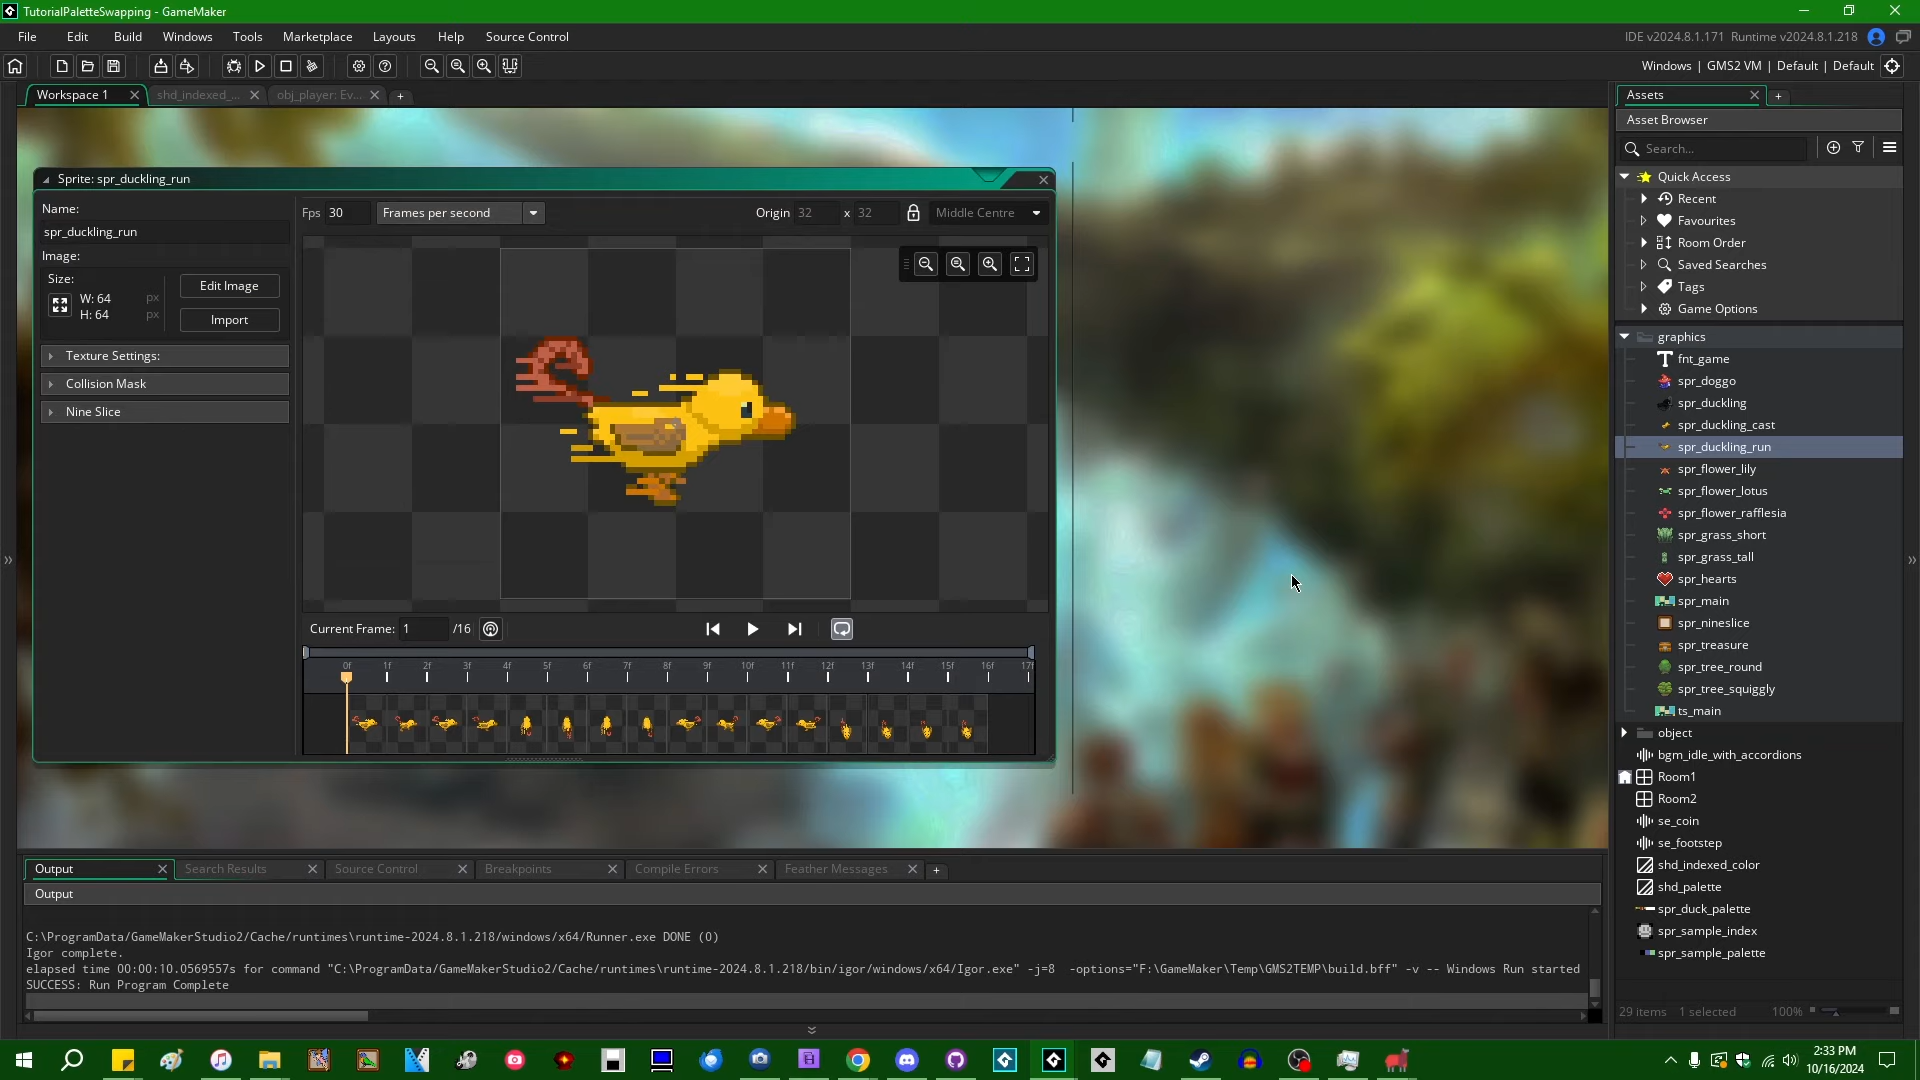 TutorialPaletteSwapping - GameMaker
File Edit Build Windows Tools Marketplace Layouts Help Source Control
IDE v2024.8.1.171 Runtime v2024.8.1.218
Windows | GMS2 VM | Default | Default
Workspace 1
shd_indexed_...
obj_player: Ev...
Sprite: spr_duckling_run
Name:
spr_duckling_run
Image:
Size:
W: 64 px
H: 64 px
Edit Image
Import
Texture Settings:
Collision Mask
Nine Slice
Fps 30 Frames per second
Origin 32 x 32 Middle Centre
Current Frame: 1 /16
0f 1f 2f 3f 4f 5f 6f 7f 8f 9f 10f 11f 12f 13f 14f 15f 16f 17f
Output
Search Results
Source Control
Breakpoints
Compile Errors
Feather Messages
Output
C:\ProgramData/GameMakerStudio2/Cache/runtimes\runtime-2024.8.1.218/windows/x64/Runner.exe DONE (0)
Igor complete.
elapsed time 00:00:10.0569557s for command "C:\ProgramData/GameMakerStudio2/Cache/runtimes\runtime-2024.8.1.218/bin/igor/windows/x64/Igor.exe" -j=8  -options="F:\GameMaker\Temp\GMS2TEMP\build.bff" -v -- Windows Run started
SUCCESS: Run Program Complete
Assets
Asset Browser
Search...
Quick Access
Recent
Favourites
Room Order
Saved Searches
Tags
Game Options
graphics
fnt_game
spr_doggo
spr_duckling
spr_duckling_cast
spr_duckling_run
spr_flower_lily
spr_flower_lotus
spr_flower_rafflesia
spr_grass_short
spr_grass_tall
spr_hearts
spr_main
spr_nineslice
spr_treasure
spr_tree_round
spr_tree_squiggly
ts_main
object
bgm_idle_with_accordions
Room1
Room2
se_coin
se_footstep
shd_indexed_color
shd_palette
spr_duck_palette
spr_sample_index
spr_sample_palette
29 items 1 selected 100%
2:33 PM
10/16/2024